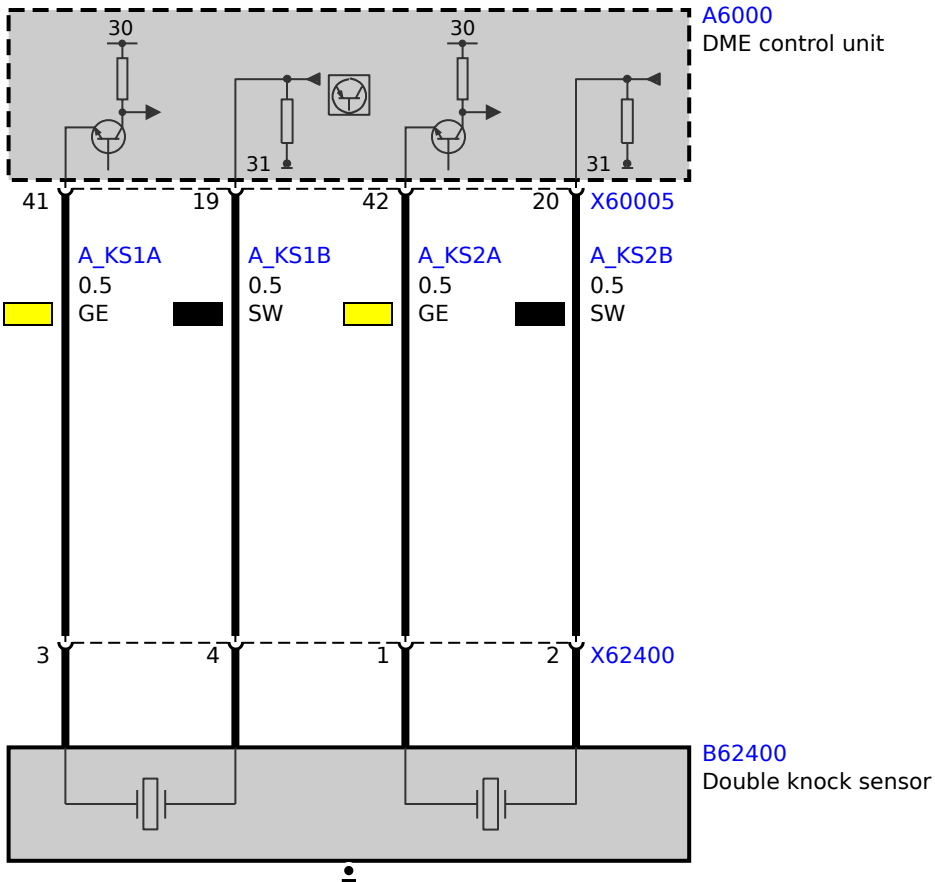 A6000
DME control unit
30
30
31
31
41
19
42
20
X60005
A_KS1A
0.5
GE
A_KS1B
0.5
SW
A_KS2A
0.5
GE
A_KS2B
0.5
SW
3
4
1
2
X62400
B62400
Double knock sensor